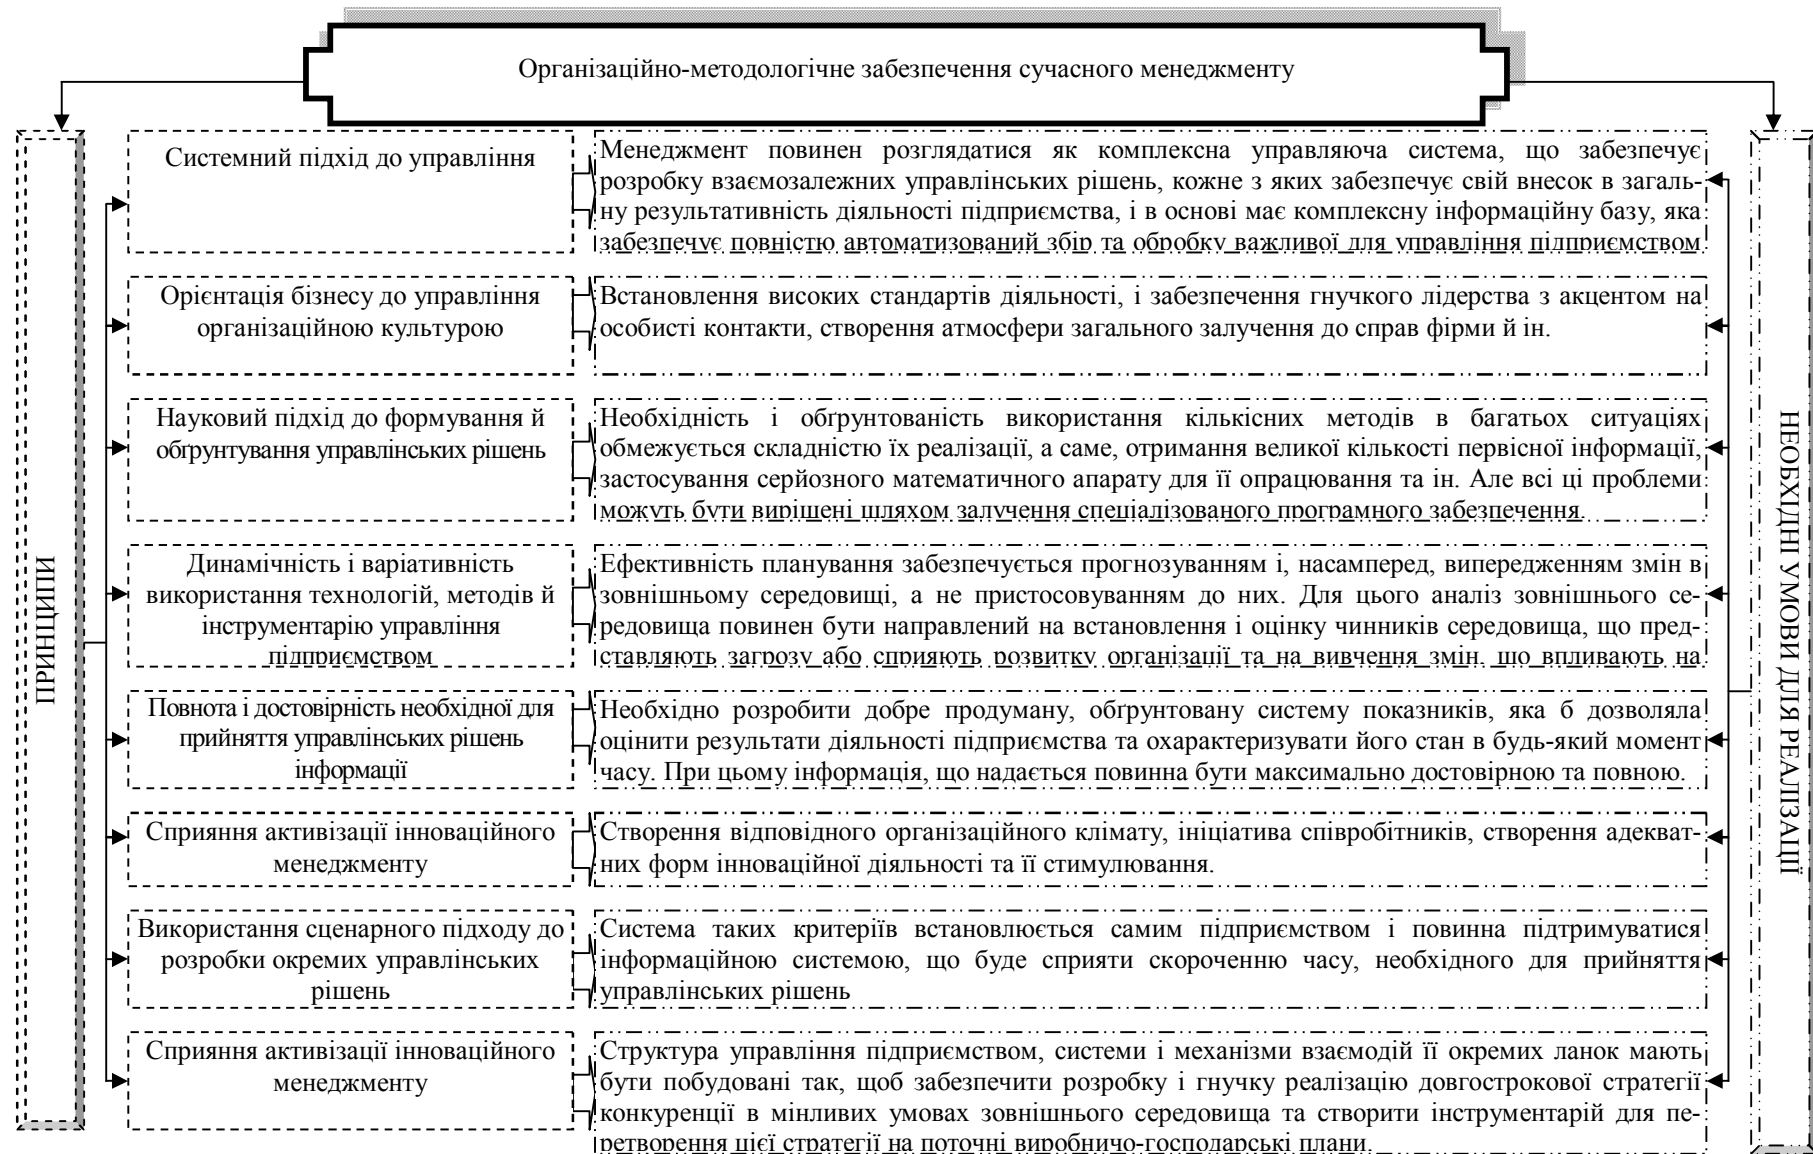 Організаційно-методологічне забезпечення сучасного менеджменту
ПРИНЦИПИ
Системний підхід до управління
Менеджмент повинен розглядатися як комплексна управляюча система, що забезпечує
розробку взаємозалежних управлінських рішень, кожне з яких забезпечує свій внесок в загаль-
ну результативність діяльності підприємства, і в основі має комплексну інформаційну базу, яка
забезпечує повністю автоматизований збір та обробку важливої для управління підприємством
Орієнтація бізнесу до управління
організаційною культурою
Встановлення високих стандартів діяльності, і забезпечення гнучкого лідерства з акцентом на
особисті контакти, створення атмосфери загального залучення до справ фірми й ін.
Науковий підхід до формування й
обґрунтування управлінських рішень
Необхідність і обґрунтованість використання кількісних методів в багатьох ситуаціях
обмежується складністю їх реалізації, а саме, отримання великої кількості первісної інформації,
застосування серйозного математичного апарату для її опрацювання та ін. Але всі ці проблеми
можуть бути вирішені шляхом залучення спеціалізованого програмного забезпечення.
Динамічність і варіативність
використання технологій, методів й
інструментарію управління
підприємством
Ефективність планування забезпечується прогнозуванням і, насамперед, випередженням змін в
зовнішньому середовищі, а не пристосовуванням до них. Для цього аналіз зовнішнього се-
редовища повинен бути направлений на встановлення і оцінку чинників середовища, що пред-
ставляють загрозу або сприяють розвитку організації та на вивчення змін, що впливають на
Повнота і достовірність необхідної для
прийняття управлінських рішень
інформації
Необхідно розробити добре продуману, обґрунтовану систему показників, яка б дозволяла
оцінити результати діяльності підприємства та охарактеризувати його стан в будь-який момент
часу. При цьому інформація, що надається повинна бути максимально достовірною та повною.
Сприяння активізації інноваційного
менеджменту
Створення відповідного організаційного клімату, ініціатива співробітників, створення адекват-
них форм інноваційної діяльності та її стимулювання.
Використання сценарного підходу до
розробки окремих управлінських
рішень
Система таких критеріїв встановлюється самим підприємством і повинна підтримуватися
інформаційною системою, що буде сприяти скороченню часу, необхідного для прийняття
управлінських рішень
Сприяння активізації інноваційного
менеджменту
Структура управління підприємством, системи і механізми взаємодій її окремих ланок мають
бути побудовані так, щоб забезпечити розробку і гнучку реалізацію довгострокової стратегії
конкуренції в мінливих умовах зовнішнього середовища та створити інструментарій для пе-
ретворення цієї стратегії на поточні виробничо-господарські плани.
НЕОБХІДНІ УМОВИ ДЛЯ РЕАЛІЗАЦІЇ